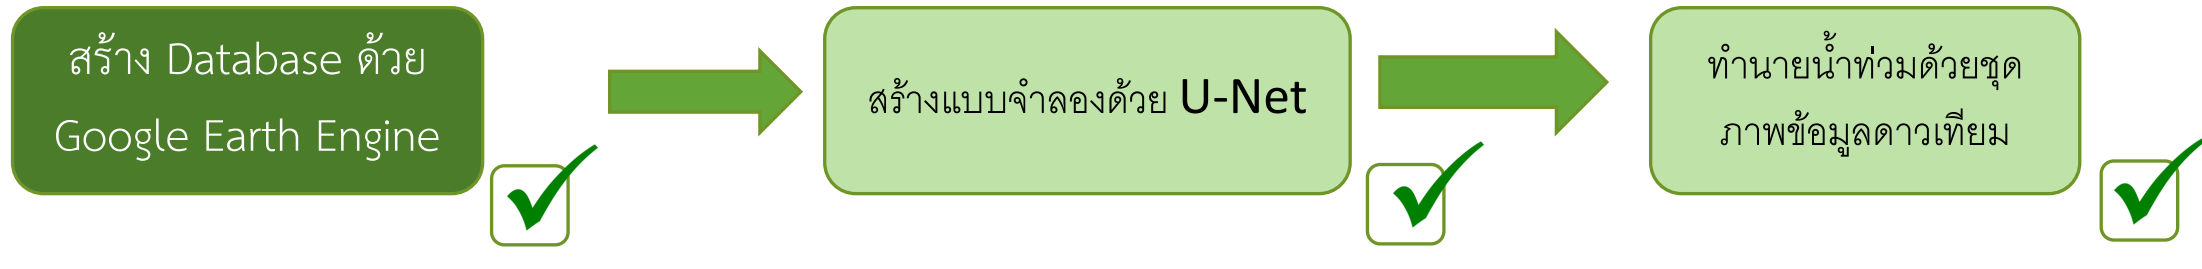 สร้าง Database ด้วย
Google Earth Engine
สร้างแบบจำลองด้วย U-Net
ทำนายน้ำท่วมด้วยชุด
ภาพข้อมูลดาวเทียม